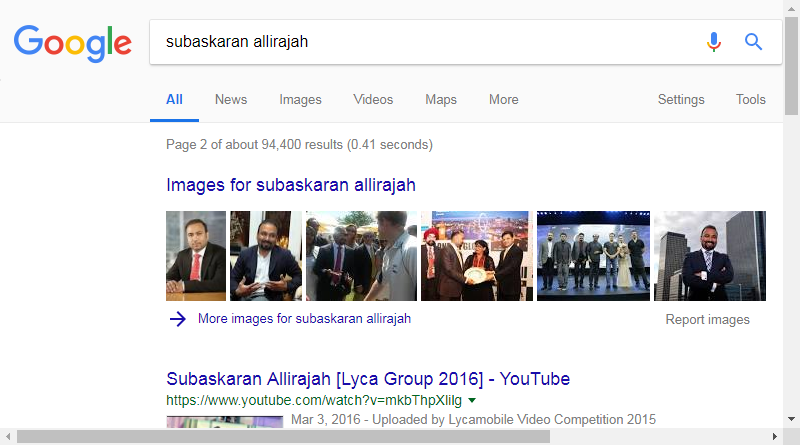 Google
subaskaran allirajah
All News Images Videos Maps More Settings Tools
Page 2 of about 94,400 results (0.41 seconds)
Images for subaskaran allirajah
More images for subaskaran allirajah
Report images
Subaskaran Allirajah [Lyca Group 2016] - YouTube
https://www.youtube.com/watch?v=mkbThpXlilg
Mar 3, 2016 - Uploaded by Lycamobile Video Competition 2015